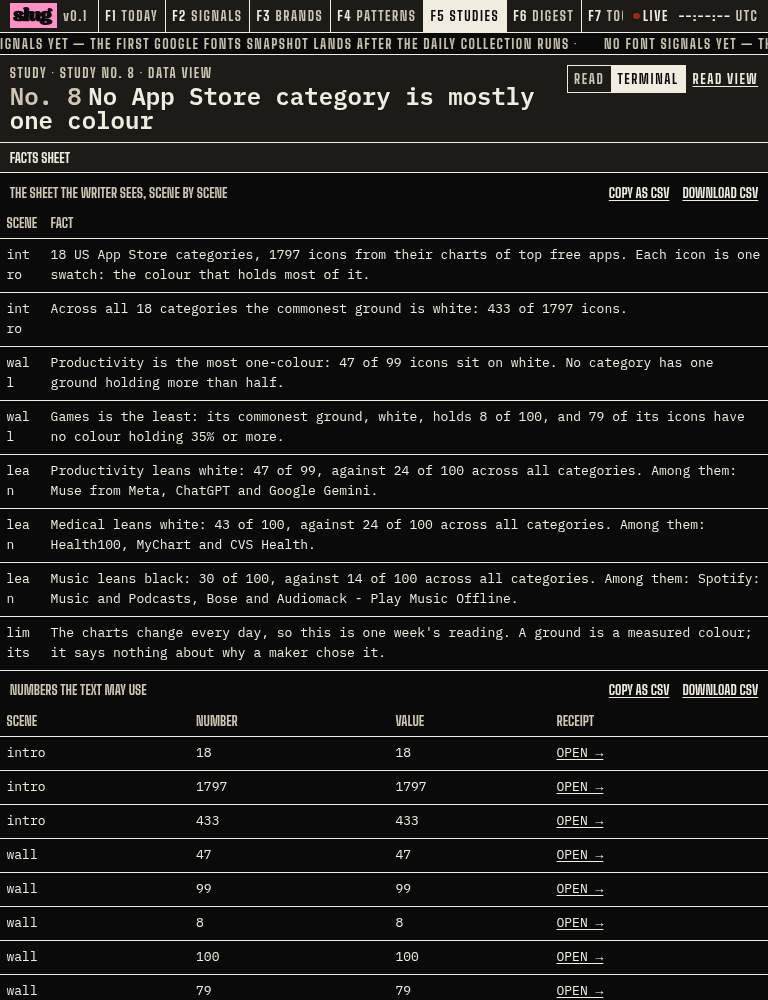 slug v0.1 F1 TODAY F2 SIGNALS F3 BRANDS F4 PATTERNS F5 STUDIES F6 DIGEST F7 LIVE --:--:-- UTC
SIGNALS YET — THE FIRST GOOGLE FONTS SNAPSHOT LANDS AFTER THE DAILY COLLECTION RUNS · NO FONT SIGNALS YET —
STUDY · STUDY NO. 8 · DATA VIEW
READ TERMINAL READ VIEW
No. 8 No App Store category is mostly
one colour
FACTS SHEET
THE SHEET THE WRITER SEES, SCENE BY SCENE COPY AS CSV DOWNLOAD CSV
SCENE FACT
int 18 US App Store categories, 1797 icons from their charts of top free apps. Each icon is one
ro swatch: the colour that holds most of it.
int Across all 18 categories the commonest ground is white: 433 of 1797 icons.
ro
wal Productivity is the most one-colour: 47 of 99 icons sit on white. No category has one
l ground holding more than half.
wal Games is the least: its commonest ground, white, holds 8 of 100, and 79 of its icons have
l no colour holding 35% or more.
lea Productivity leans white: 47 of 99, against 24 of 100 across all categories. Among them:
n Muse from Meta, ChatGPT and Google Gemini.
lea Medical leans white: 43 of 100, against 24 of 100 across all categories. Among them:
n Health100, MyChart and CVS Health.
lea Music leans black: 30 of 100, against 14 of 100 across all categories. Among them: Spotify:
n Music and Podcasts, Bose and Audiomack - Play Music Offline.
lim The charts change every day, so this is one week's reading. A ground is a measured colour;
its it says nothing about why a maker chose it.
NUMBERS THE TEXT MAY USE COPY AS CSV DOWNLOAD CSV
SCENE NUMBER VALUE RECEIPT
intro 18 18 OPEN →
intro 1797 1797 OPEN →
intro 433 433 OPEN →
wall 47 47 OPEN →
wall 99 99 OPEN →
wall 8 8 OPEN →
wall 100 100 OPEN →
wall 79 79 OPEN →